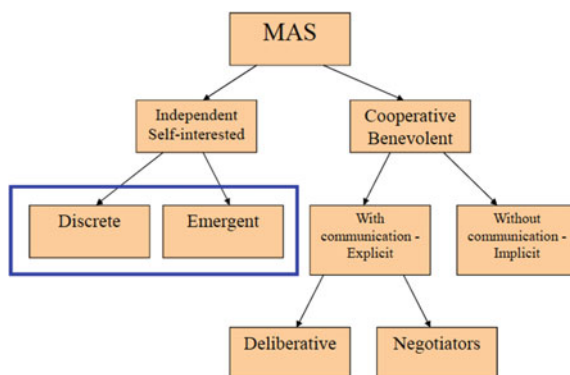 MAS
Independent
Self-interested
Cooperative
Benevolent
Discrete
Emergent
With
communication -
Explicit
Without
communication -
Implicit
Deliberative
Negotiators